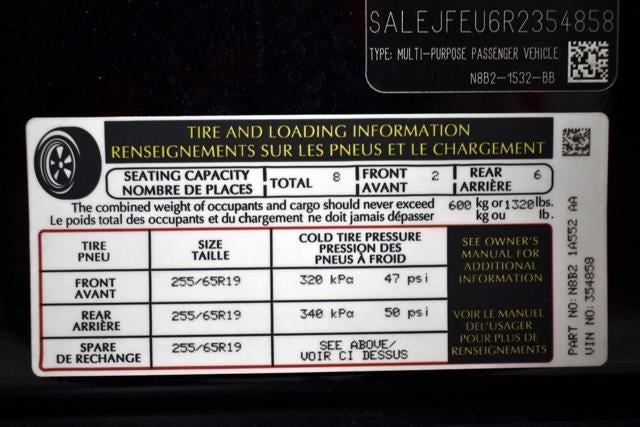 SALEJFEU6R2354858
TYPE: MULTI-PURPOSE PASSENGER VEHICLE
N8B2-1532-BB
TIRE AND LOADING INFORMATION
RENSEIGNEMENTS SUR LES PNEUS ET LE CHARGEMENT
SEATING CAPACITY
NOMBRE DE PLACES
TOTAL 8
FRONT 2
AVANT
REAR 6
ARRIÈRE
The combined weight of occupants and cargo should never exceed 600 kg or 1320 lbs.
Le poids total des occupants et du chargement ne doit jamais dépasser kg ou lb.
TIRE
PNEU
SIZE
TAILLE
COLD TIRE PRESSURE
PRESSION DES
PNEUS À FROID
FRONT
AVANT
255/65R19
320 kPa 47 psi
REAR
ARRIÈRE
255/65R19
340 kPa 50 psi
SPARE
DE RECHANGE
255/65R19
SEE ABOVE/
VOIR CI DESSUS
SEE OWNER'S
MANUAL FOR
ADDITIONAL
INFORMATION
VOIR LE MANUEL
DEL'USAGER
POUR PLUS DE
RENSEIGNEMENTS
PART NO: N8B2 1A552 AA
VIN NO: 354858